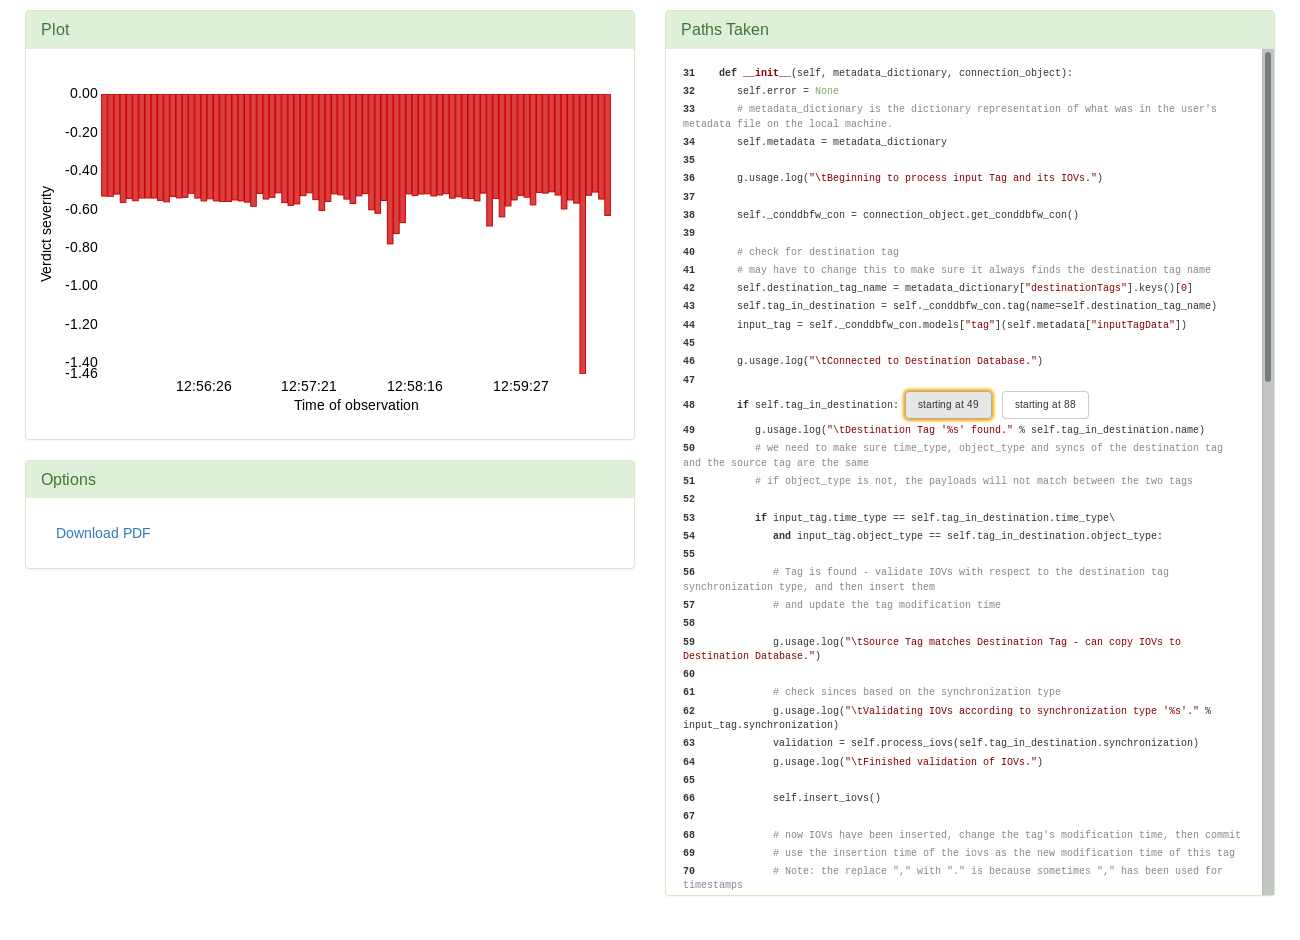 Plot
0.00
-0.20
-0.40
-0.60
-0.80
-1.00
-1.20
-1.40
-1.46
Verdict severity
12:56:26 12:57:21 12:58:16 12:59:27
Time of observation
Options
Download PDF
Paths Taken
31 def __init__(self, metadata_dictionary, connection_object):
32 self.error = None
33 # metadata_dictionary is the dictionary representation of what was in the user's
metadata file on the local machine.
34 self.metadata = metadata_dictionary
35
36 g.usage.log("\tBeginning to process input Tag and its IOVs.")
37
38 self._conddbfw_con = connection_object.get_conddbfw_con()
39
40 # check for destination tag
41 # may have to change this to make sure it always finds the destination tag name
42 self.destination_tag_name = metadata_dictionary["destinationTags"].keys()[0]
43 self.tag_in_destination = self._conddbfw_con.tag(name=self.destination_tag_name)
44 input_tag = self._conddbfw_con.models["tag"](self.metadata["inputTagData"])
45
46 g.usage.log("\tConnected to Destination Database.")
47
48 if self.tag_in_destination: starting at 49 starting at 88
49 g.usage.log("\tDestination Tag '%s' found." % self.tag_in_destination.name)
50 # we need to make sure time_type, object_type and syncs of the destination tag
and the source tag are the same
51 # if object_type is not, the payloads will not match between the two tags
52
53 if input_tag.time_type == self.tag_in_destination.time_type\
54 and input_tag.object_type == self.tag_in_destination.object_type:
55
56 # Tag is found - validate IOVs with respect to the destination tag
synchronization type, and then insert them
57 # and update the tag modification time
58
59 g.usage.log("\tSource Tag matches Destination Tag - can copy IOVs to
Destination Database.")
60
61 # check sinces based on the synchronization type
62 g.usage.log("\tValidating IOVs according to synchronization type '%s'." %
input_tag.synchronization)
63 validation = self.process_iovs(self.tag_in_destination.synchronization)
64 g.usage.log("\tFinished validation of IOVs.")
65
66 self.insert_iovs()
67
68 # now IOVs have been inserted, change the tag's modification time, then commit
69 # use the insertion time of the iovs as the new modification time of this tag
70 # Note: the replace "," with "." is because sometimes "," has been used for
timestamps